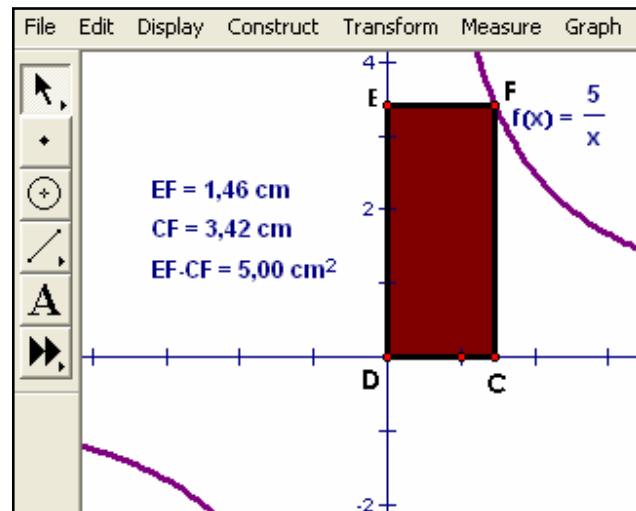 File Edit Display Construct Transform Measure Graph
4
E
F
f(x) = 5/x
EF = 1,46 cm
2
CF = 3,42 cm
EF·CF = 5,00 cm²
A
D
C
-2